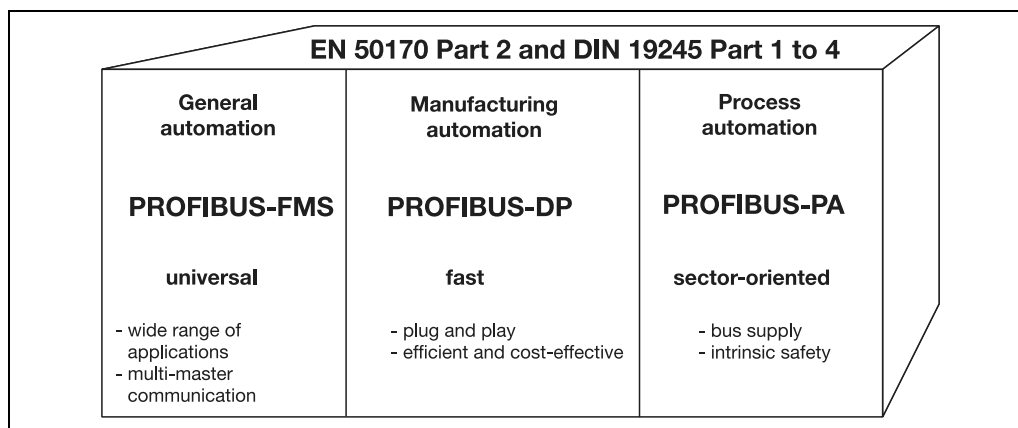 EN 50170 Part 2 and DIN 19245 Part 1 to 4
General
automation
PROFIBUS-FMS
universal
- wide range of
applications
- multi-master
communication
Manufacturing
automation
PROFIBUS-DP
fast
- plug and play
- efficient and cost-effective
Process
automation
PROFIBUS-PA
sector-oriented
- bus supply
- intrinsic safety